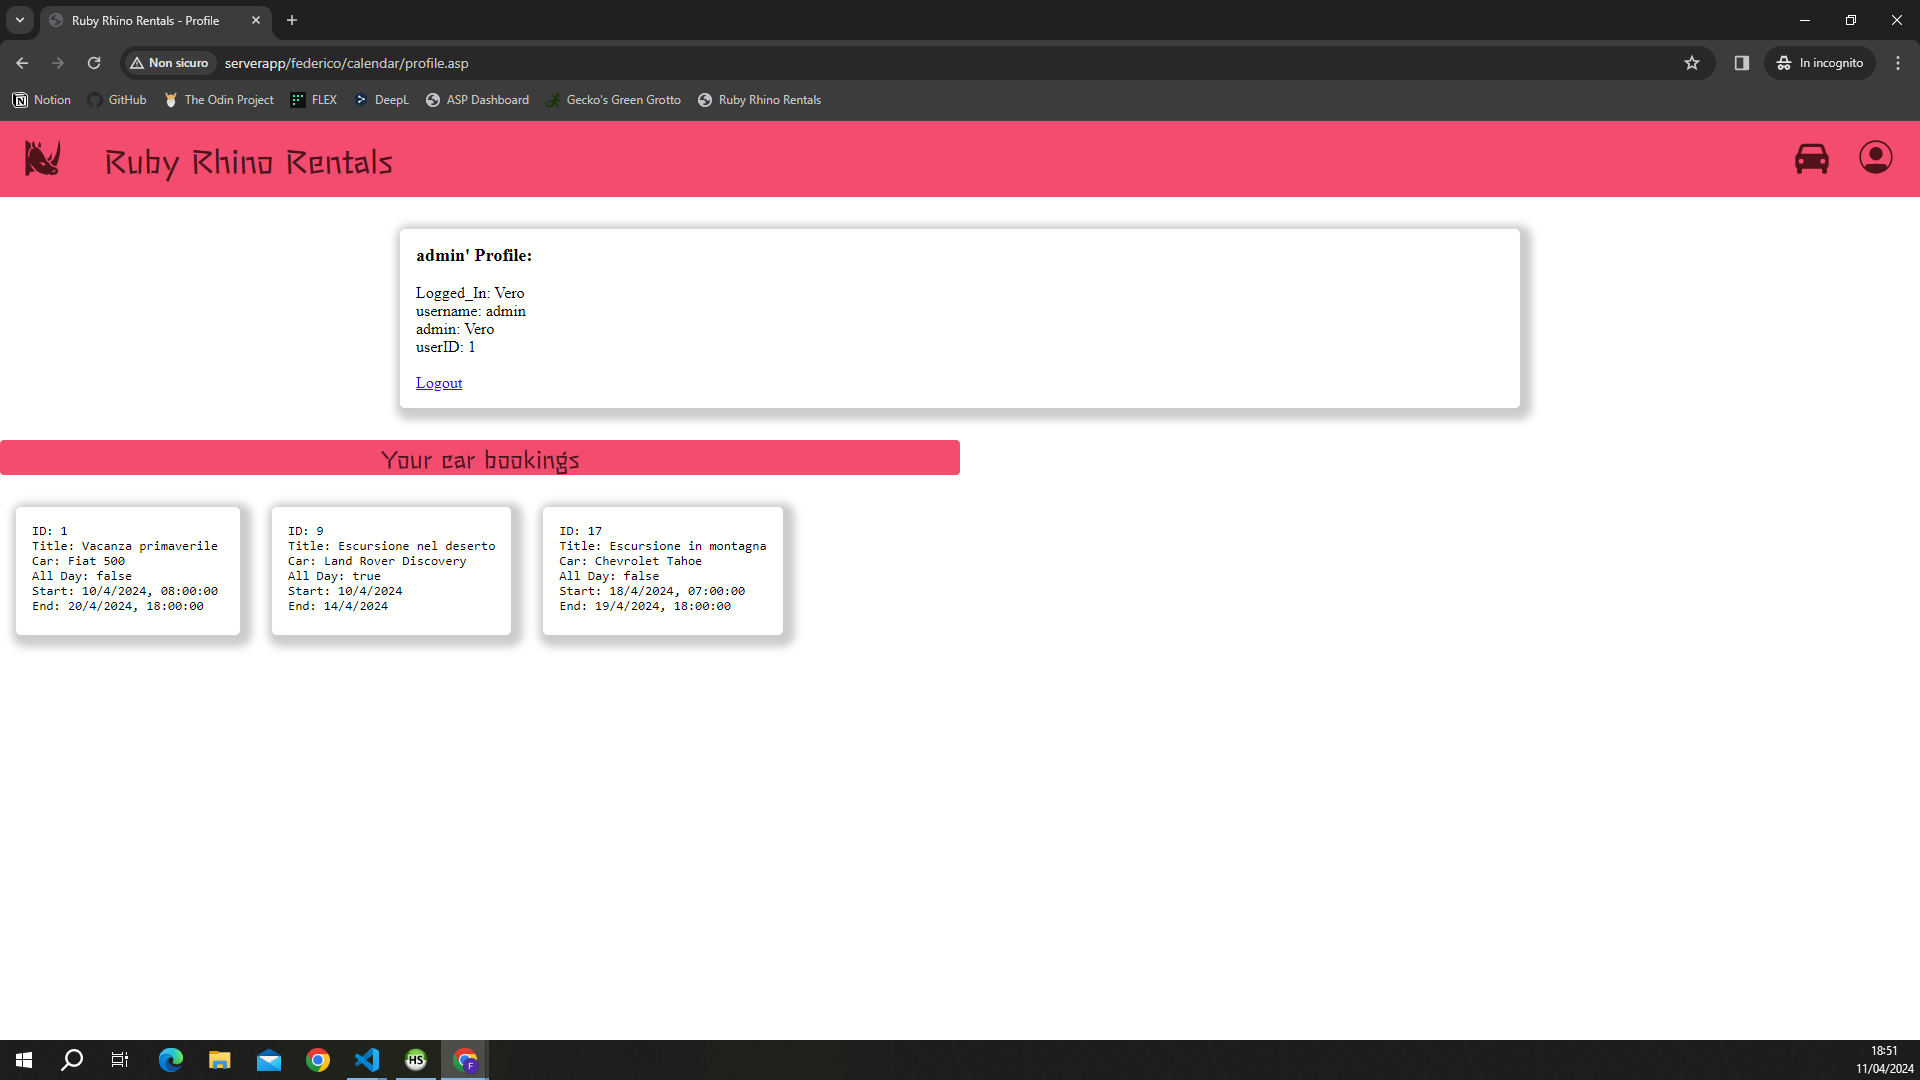 Ruby Rhino Rentals - Profile
Non sicuro
serverapp/federico/calendar/profile.asp
In incognito
Notion
GitHub
The Odin Project
FLEX
DeepL
ASP Dashboard
Gecko's Green Grotto
Ruby Rhino Rentals
Ruby Rhino Rentals
admin' Profile:
Logged_In: Vero
username: admin
admin: Vero
userID: 1
Logout
Your car bookings
ID: 1
Title: Vacanza primaverile
Car: Fiat 500
All Day: false
Start: 10/4/2024, 08:00:00
End: 20/4/2024, 18:00:00
ID: 9
Title: Escursione nel deserto
Car: Land Rover Discovery
All Day: true
Start: 10/4/2024
End: 14/4/2024
ID: 17
Title: Escursione in montagna
Car: Chevrolet Tahoe
All Day: false
Start: 18/4/2024, 07:00:00
End: 19/4/2024, 18:00:00
HS
F
18:51
11/04/2024